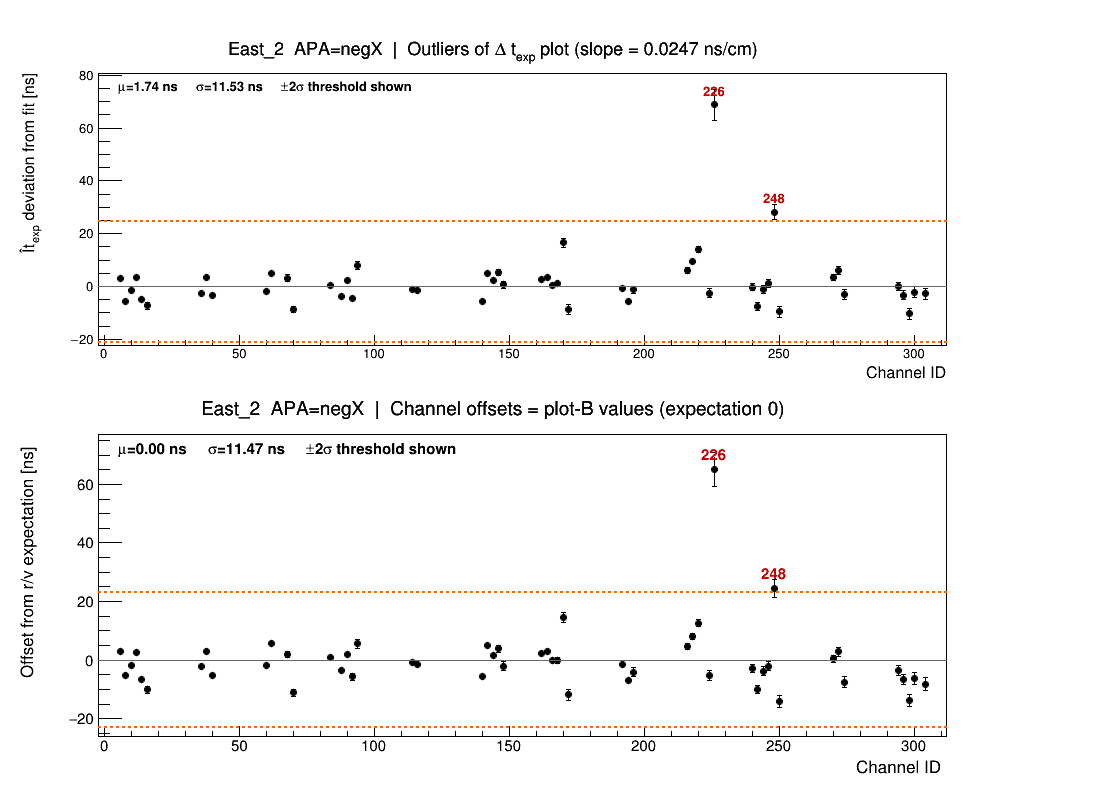 East_2 APA=negX | Outliers of Δ t_exp plot (slope = 0.0247 ns/cm)
μ=1.74 ns σ=11.53 ns ±2σ threshold shown
Ît_exp deviation from fit [ns]
80
60
40
20
0
−20
226
248
0 50 100 150 200 250 300
Channel ID
East_2 APA=negX | Channel offsets = plot-B values (expectation 0)
μ=0.00 ns σ=11.47 ns ±2σ threshold shown
Offset from r/v expectation [ns]
60
40
20
0
−20
226
248
0 50 100 150 200 250 300
Channel ID